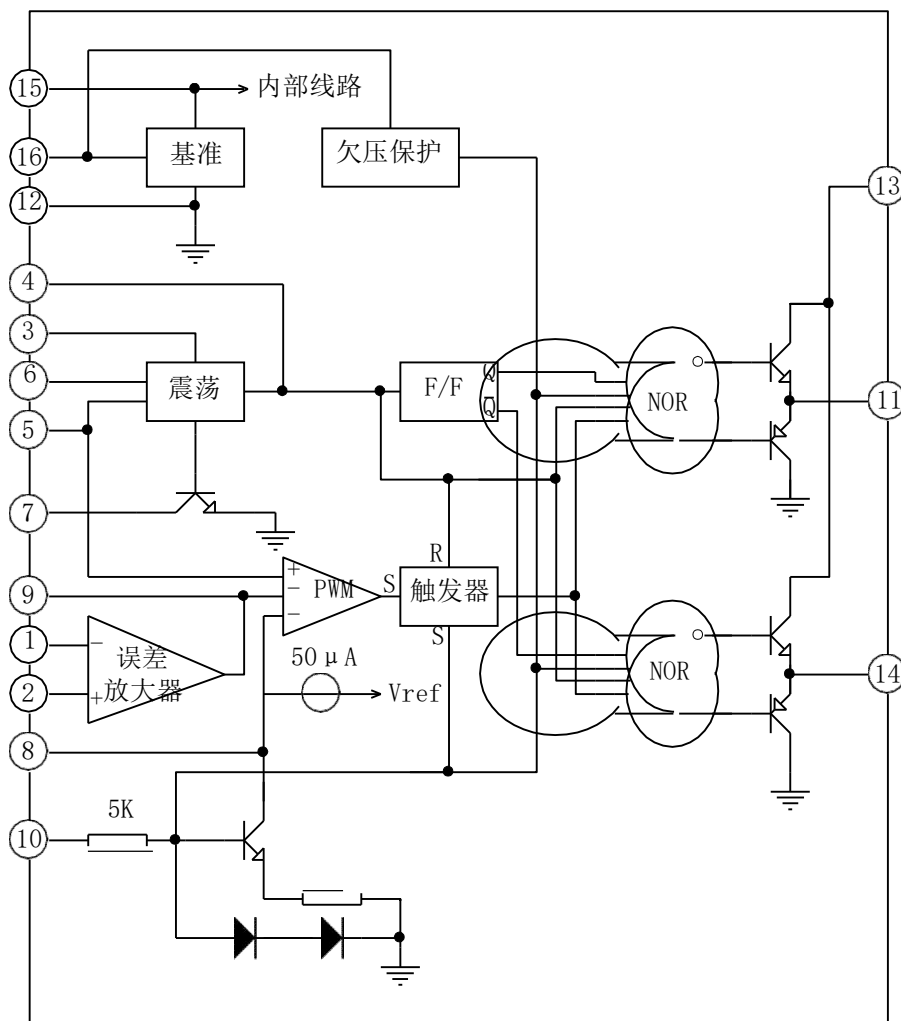 15
内部线路
16
基准
欠压保护
13
12
4
3
6
震荡
F/F
Q
Q̅
NOR
5
11
7
R
9
+
−
−
PWM
S
触发器
1
−
误差
放大器
S
50μA
NOR
2
+
Vref
14
8
5K
10